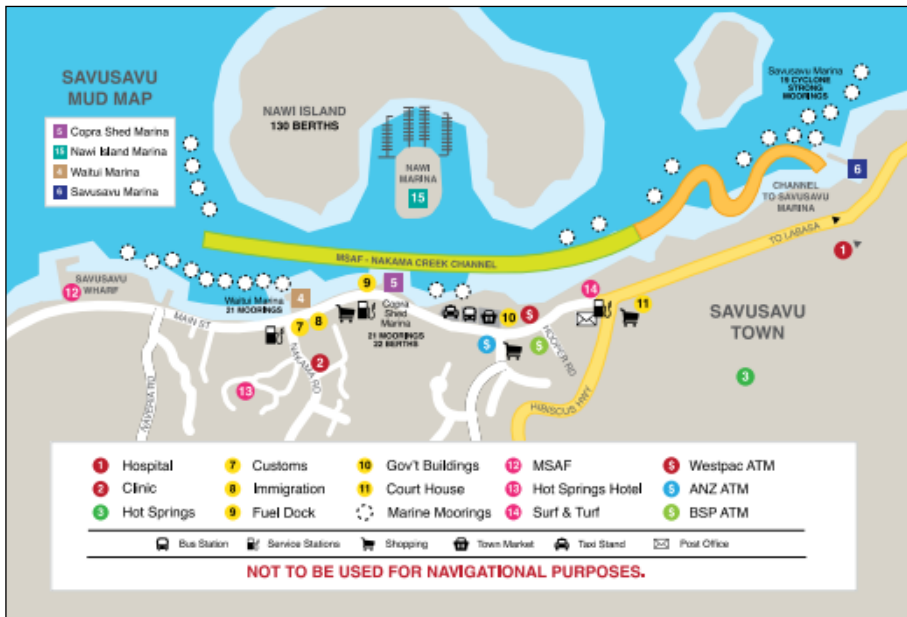 SAVUSAVU
MUD MAP
5 Copra Shed Marina
15 Nawi Island Marina
4 Waitui Marina
6 Savusavu Marina
NAWI ISLAND
130 BERTHS
NAWI
MARINA
15
Savusavu Marina
19 CYCLONE
STRONG
MOORINGS
6
CHANNEL
TO SAVUSAVU
MARINA
TO LABASA
1
MSAF - NAKAMA CREEK CHANNEL
SAVUSAVU
WHARF
12
MAIN ST
Waitui Marina
21 MOORINGS
4
9
5
Copra
Shed
Marina
21 MOORINGS
32 BERTHS
7
8
2
13
NAKAMA RD
NAVERIA RD
10
$
$
$
HOOPER RD
14
11
HIBISCUS HWY
SAVUSAVU
TOWN
3
1 Hospital
2 Clinic
3 Hot Springs
7 Customs
8 Immigration
9 Fuel Dock
10 Gov't Buildings
11 Court House
Marine Moorings
12 MSAF
13 Hot Springs Hotel
14 Surf & Turf
$ Westpac ATM
$ ANZ ATM
$ BSP ATM
Bus Station
Service Stations
Shopping
Town Market
Taxi Stand
Post Office
NOT TO BE USED FOR NAVIGATIONAL PURPOSES.